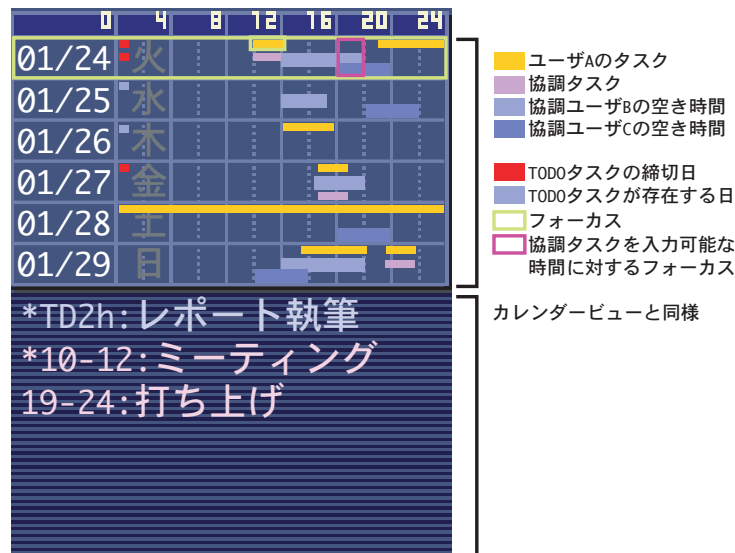 0 4 8 12 16 20 24
01/24 火
01/25 水
01/26 木
01/27 金
01/28 土
01/29 日
*TD2h:レポート執筆
*10-12:ミーティング
19-24:打ち上げ
ユーザAのタスク
協調タスク
協調ユーザBの空き時間
協調ユーザCの空き時間
TODOタスクの締切日
TODOタスクが存在する日
フォーカス
協調タスクを入力可能な
時間に対するフォーカス
カレンダービューと同様